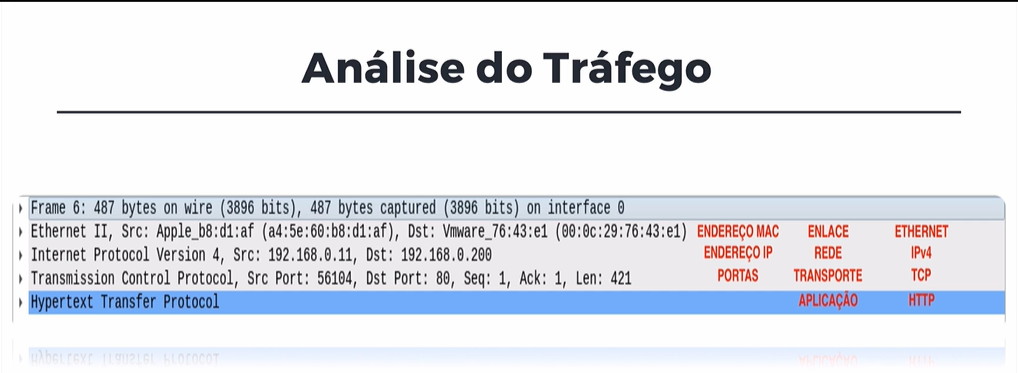 Análise do Tráfego
Frame 6: 487 bytes on wire (3896 bits), 487 bytes captured (3896 bits) on interface 0
Ethernet II, Src: Apple_b8:d1:af (a4:5e:60:b8:d1:af), Dst: Vmware_76:43:e1 (00:0c:29:76:43:e1) ENDEREÇO MAC ENLACE ETHERNET
Internet Protocol Version 4, Src: 192.168.0.11, Dst: 192.168.0.200 ENDEREÇO IP REDE IPv4
Transmission Control Protocol, Src Port: 56104, Dst Port: 80, Seq: 1, Ack: 1, Len: 421 PORTAS TRANSPORTE TCP
Hypertext Transfer Protocol APLICAÇÃO HTTP